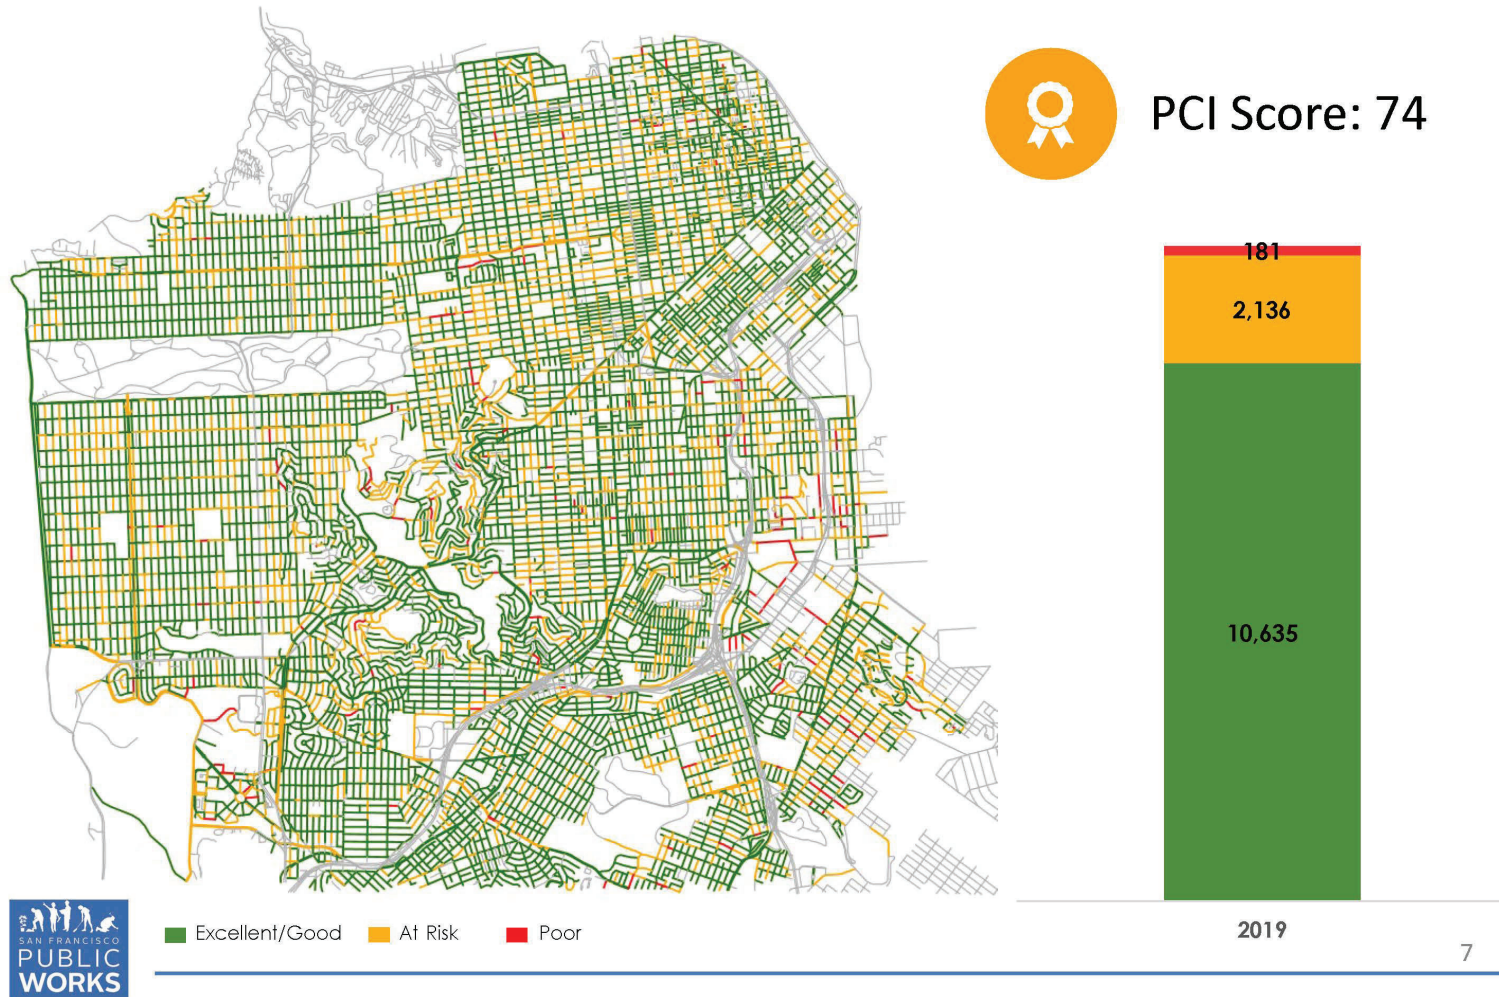 PCI Score: 74
181
2,136
10,635
2019
SAN FRANCISCO
PUBLIC
WORKS
Excellent/Good
At Risk
Poor
7